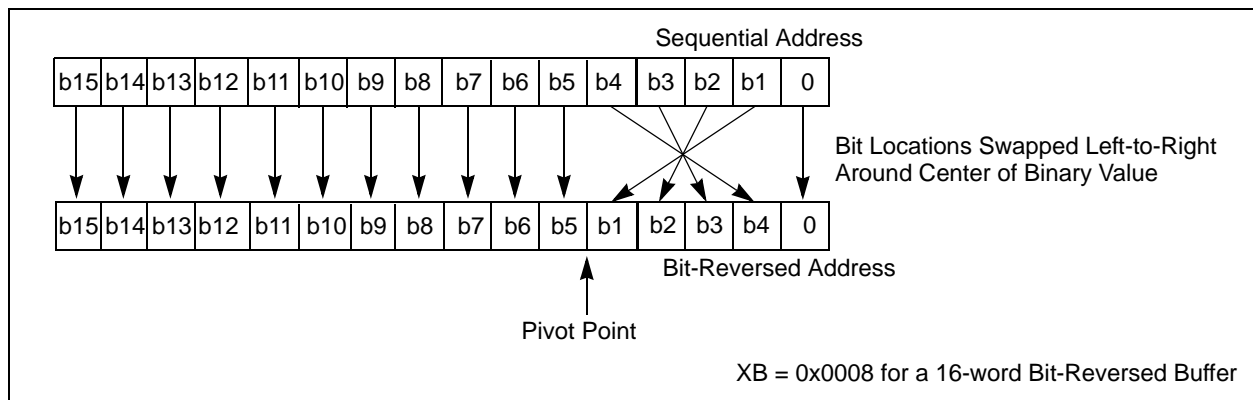 Sequential Address
b15 b14 b13 b12 b11 b10 b9 b8 b7 b6 b5 b4 b3 b2 b1 0
Bit Locations Swapped Left-to-Right
Around Center of Binary Value
b15 b14 b13 b12 b11 b10 b9 b8 b7 b6 b5 b1 b2 b3 b4 0
Bit-Reversed Address
Pivot Point
XB = 0x0008 for a 16-word Bit-Reversed Buffer